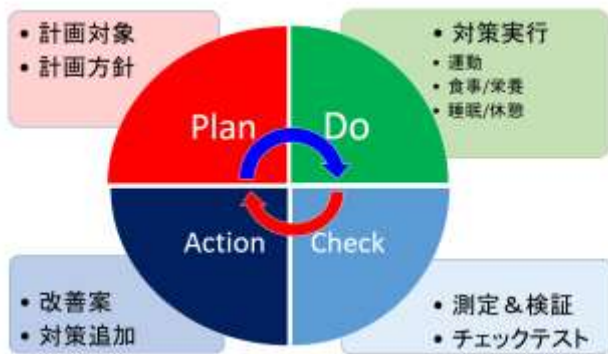 • 計画対象
• 計画方針
• 対策実行
• 運動
• 食事/栄養
• 睡眠/休憩
Plan
Do
Action
Check
• 改善案
• 対策追加
• 測定＆検証
• チェックテスト